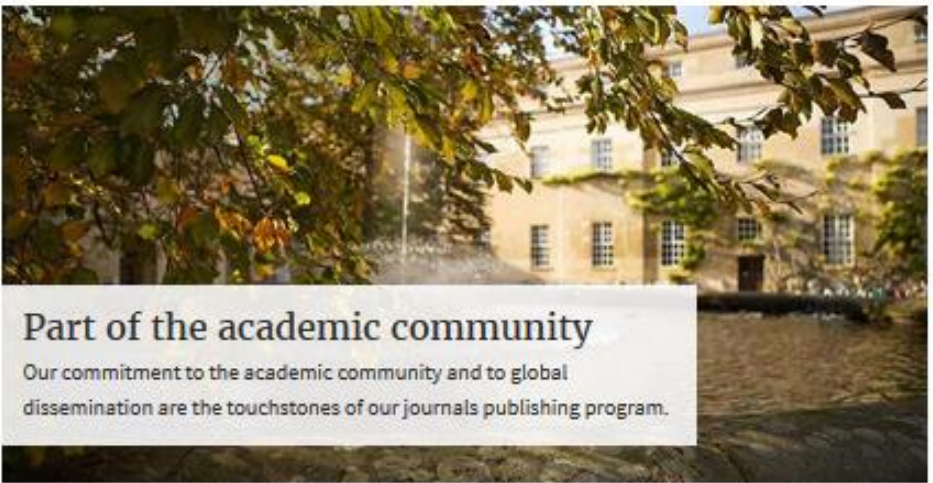 Part of the academic community
Our commitment to the academic community and to global
dissemination are the touchstones of our journals publishing program.